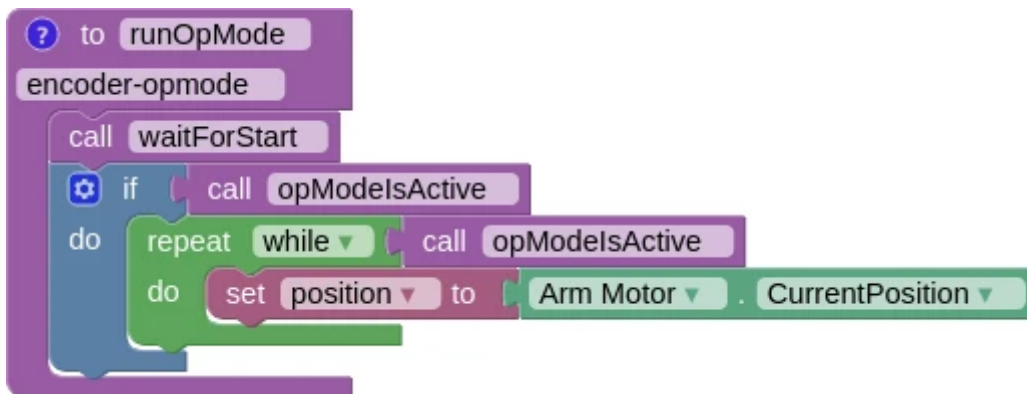 ? to runOpMode
encoder-opmode
call waitForStart
if call opModeIsActive
do repeat while call opModeIsActive
do set position to Arm Motor . CurrentPosition